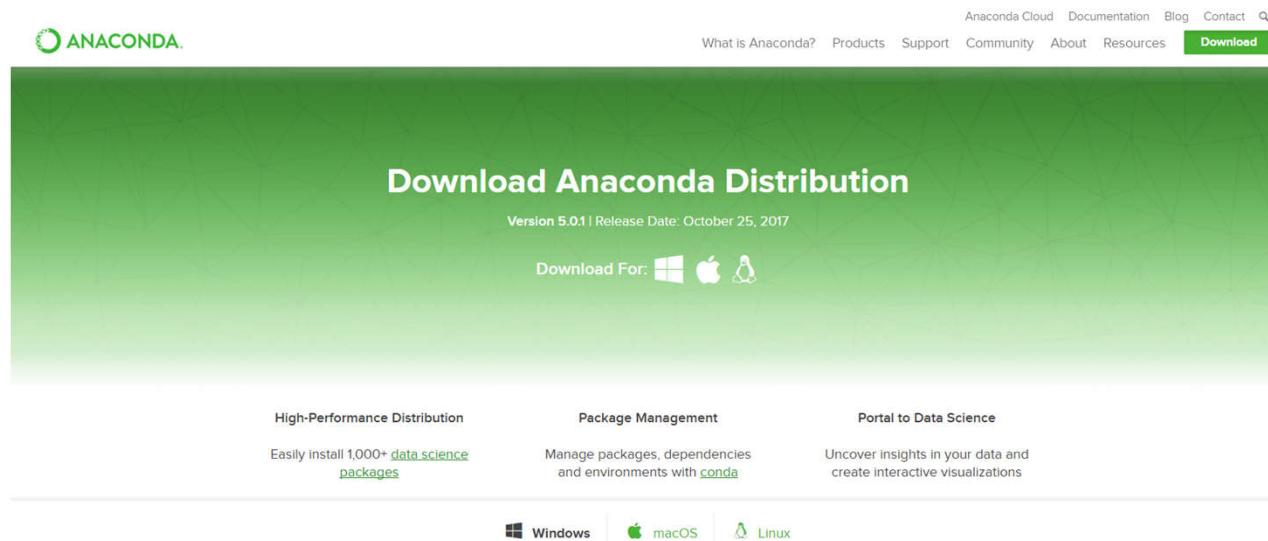 Anaconda Cloud Documentation Blog Contact
ANACONDA.
What is Anaconda? Products Support Community About Resources Download
Download Anaconda Distribution
Version 5.0.1 | Release Date: October 25, 2017
Download For:
High-Performance Distribution
Easily install 1,000+ data science
packages
Package Management
Manage packages, dependencies
and environments with conda
Portal to Data Science
Uncover insights in your data and
create interactive visualizations
Windows macOS Linux